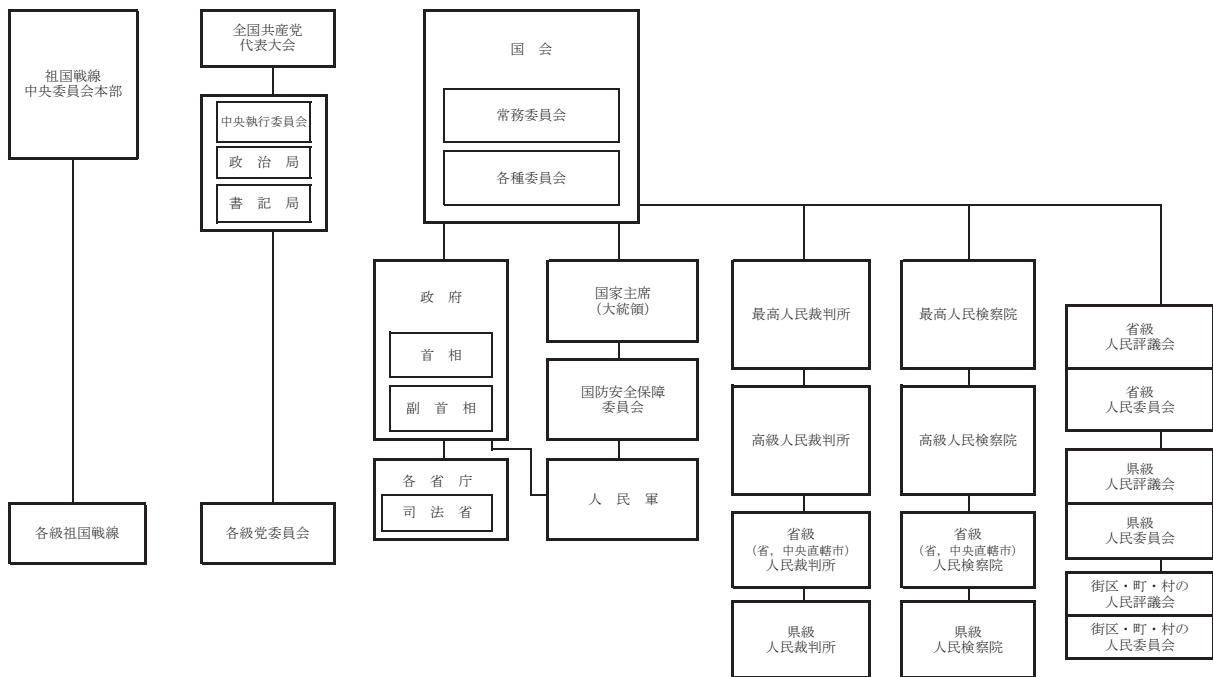 祖国戦線
中央委員会本部
各級祖国戦線
全国共産党
代表大会
中央執行委員会
政　治　局
書　記　局
各級党委員会
国　会
常務委員会
各種委員会
政　府
首　相
副　首　相
各　省　庁
司　法　省
国家主席
（大統領）
国防安全保障
委員会
人　民　軍
最高人民裁判所
高級人民裁判所
省級
（省，中央直轄市）
人民裁判所
県級
人民裁判所
最高人民検察院
高級人民検察院
省級
（省，中央直轄市）
人民検察院
県級
人民検察院
省級
人民評議会
省級
人民委員会
県級
人民評議会
県級
人民委員会
街区・町・村の
人民評議会
街区・町・村の
人民委員会